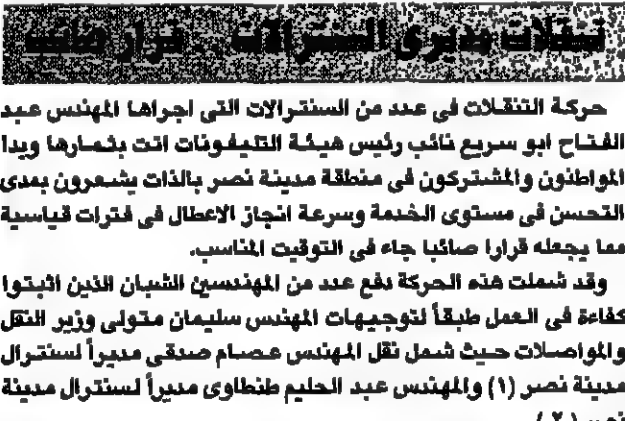 تنقلات مديرى السنترالات .. قرار صائب
حركة التنقلات فى عدد من السنترالات التى اجراها المهندس عبد
الفتاح ابو سريع نائب رئيس هيئة التليفونات اتت بثمارها وبدا
المواطنون والمشتركون فى منطقة مدينة نصر بالذات يشعرون بمدى
التحسن فى مستوى الخدمة وسرعة انجاز الاعطال فى فترات قياسية
مما يجعله قرارا صائبا جاء فى التوقيت المناسب.
وقد شملت هذه الحركة دفع عدد من المهندسين الشبان الذين اثبتوا
كفاءة فى العمل طبقاً لتوجيهات المهندس سليمان متولى وزير النقل
والمواصلات حيث شمل نقل المهندس عصام صدقى مديراً لسنترال
مدينة نصر (١) والمهندس عبد الحليم طنطاوى مديراً لسنترال مدينة
نصر (٢)